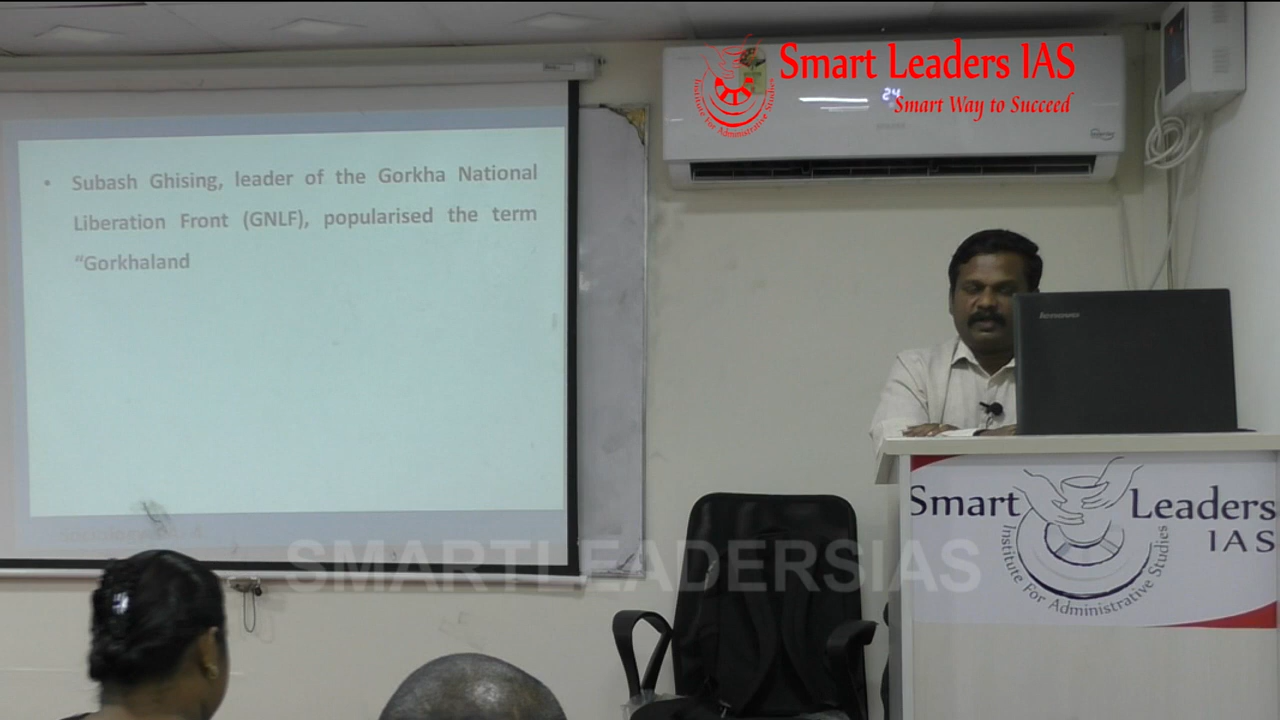 Smart Leaders IAS
Smart Way to Succeed
Institute For Administrative Studies
24
• Subash Ghising, leader of the Gorkha National
Liberation Front (GNLF), popularised the term
“Gorkhaland
lenovo
Smart Leaders
IAS
Institute For Administrative Studies
SMARTLEADERSIAS